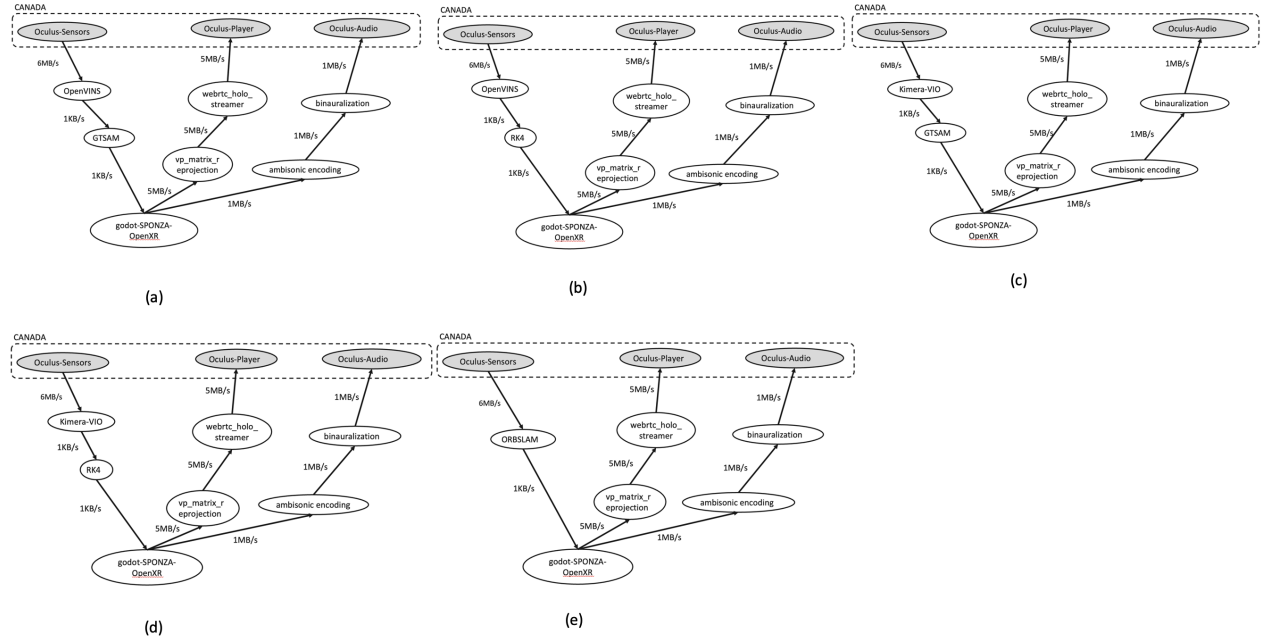 CANADA
Oculus-Sensors
Oculus-Player
Oculus-Audio
6MB/s
5MB/s
1MB/s
OpenVINS
webrtc_holo_
streamer
binauralization
1KB/s
GTSAM
5MB/s
1MB/s
vp_matrix_r
eprojection
ambisonic encoding
1KB/s
5MB/s
1MB/s
godot-SPONZA-
OpenXR
(a)
CANADA
Oculus-Sensors
Oculus-Player
Oculus-Audio
6MB/s
5MB/s
1MB/s
OpenVINS
webrtc_holo_
streamer
binauralization
1KB/s
RK4
5MB/s
1MB/s
vp_matrix_r
eprojection
ambisonic encoding
1KB/s
5MB/s
1MB/s
godot-SPONZA-
OpenXR
(b)
CANADA
Oculus-Sensors
Oculus-Player
Oculus-Audio
6MB/s
5MB/s
1MB/s
Kimera-VIO
webrtc_holo_
streamer
binauralization
1KB/s
GTSAM
5MB/s
1MB/s
vp_matrix_r
eprojection
ambisonic encoding
1KB/s
5MB/s
1MB/s
godot-SPONZA-
OpenXR
(c)
CANADA
Oculus-Sensors
Oculus-Player
Oculus-Audio
6MB/s
5MB/s
1MB/s
Kimera-VIO
webrtc_holo_
streamer
binauralization
1KB/s
RK4
5MB/s
1MB/s
vp_matrix_r
eprojection
ambisonic encoding
1KB/s
5MB/s
1MB/s
godot-SPONZA-
OpenXR
(d)
CANADA
Oculus-Sensors
Oculus-Player
Oculus-Audio
6MB/s
5MB/s
1MB/s
ORBSLAM
webrtc_holo_
streamer
binauralization
5MB/s
1MB/s
1KB/s
vp_matrix_r
eprojection
ambisonic encoding
5MB/s
1MB/s
godot-SPONZA-
OpenXR
(e)